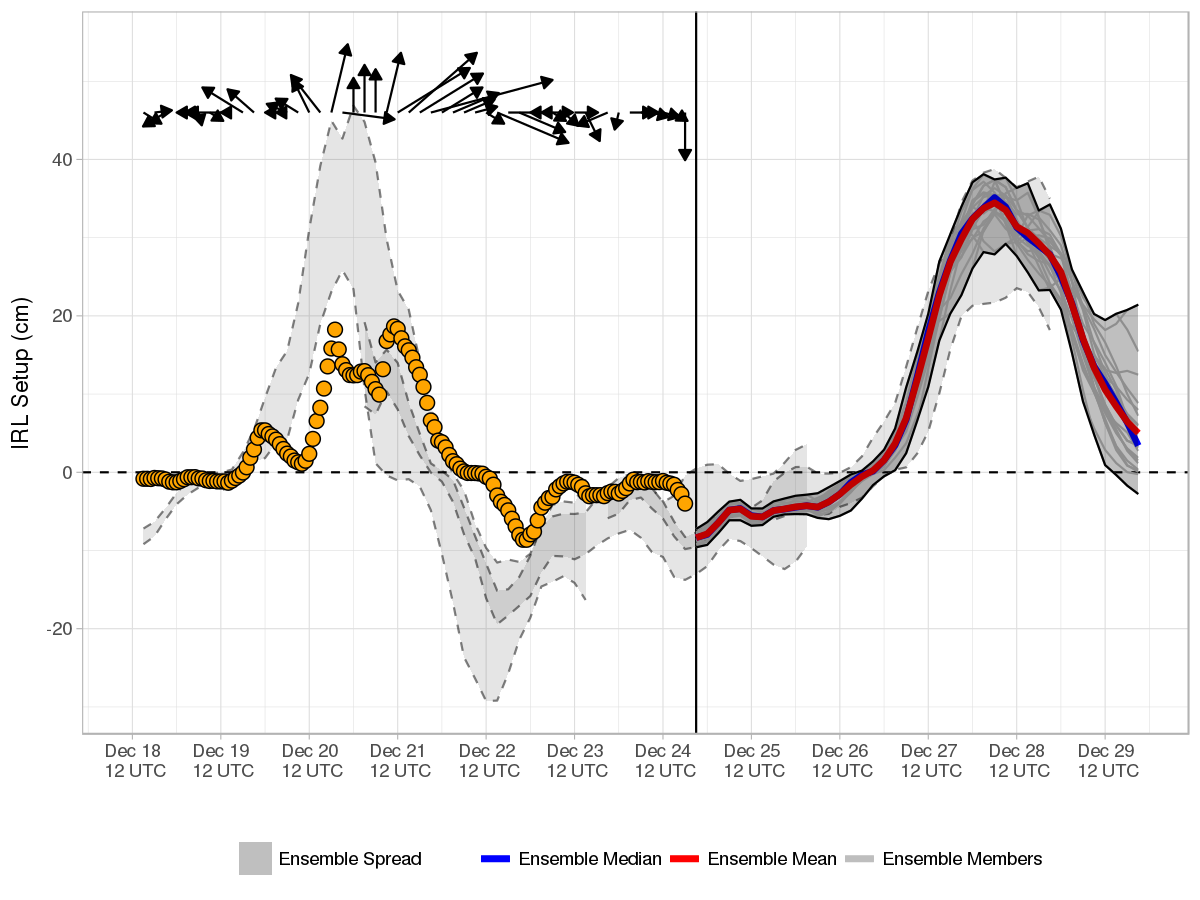 IRL Setup (cm)
40
20
0
-20
Dec 18
12 UTC
Dec 19
12 UTC
Dec 20
12 UTC
Dec 21
12 UTC
Dec 22
12 UTC
Dec 23
12 UTC
Dec 24
12 UTC
Dec 25
12 UTC
Dec 26
12 UTC
Dec 27
12 UTC
Dec 28
12 UTC
Dec 29
12 UTC
Ensemble Spread
Ensemble Median
Ensemble Mean
Ensemble Members